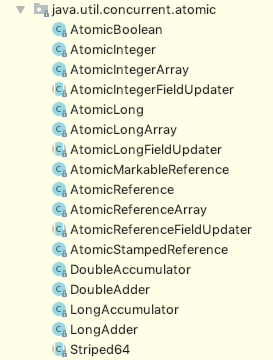 java.util.concurrent.atomic
AtomicBoolean
AtomicInteger
AtomicIntegerArray
AtomicIntegerFieldUpdater
AtomicLong
AtomicLongArray
AtomicLongFieldUpdater
AtomicMarkableReference
AtomicReference
AtomicReferenceArray
AtomicReferenceFieldUpdater
AtomicStampedReference
DoubleAccumulator
DoubleAdder
LongAccumulator
LongAdder
Striped64